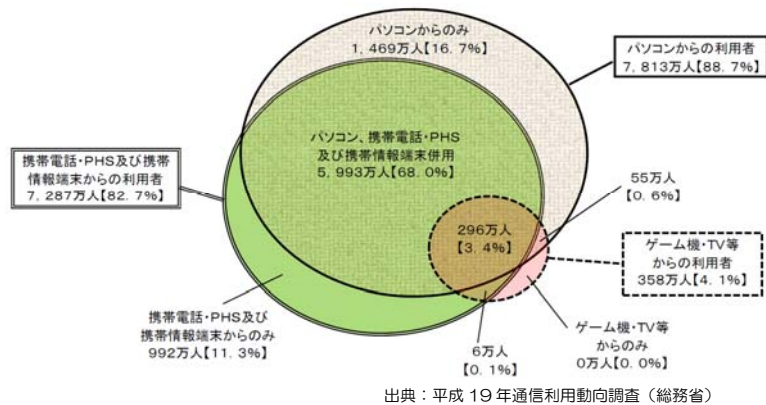 パソコンからのみ
1,469万人【16.7%】
パソコンからの利用者
7,813万人【88.7%】
パソコン、携帯電話・PHS
及び携帯情報端末併用
5,993万人【68.0%】
携帯電話・PHS及び携帯
情報端末からの利用者
7,287万人【82.7%】
55万人
[0.6%]
296万人
[3.4%]
ゲーム機・TV等
からの利用者
358万人【4.1%】
携帯電話・PHS及び
携帯情報端末からのみ
992万人【11.3%】
6万人
[0.1%]
ゲーム機・TV等
からのみ
0万人【0.0%】
出典：平成 19 年通信利用動向調査（総務省）